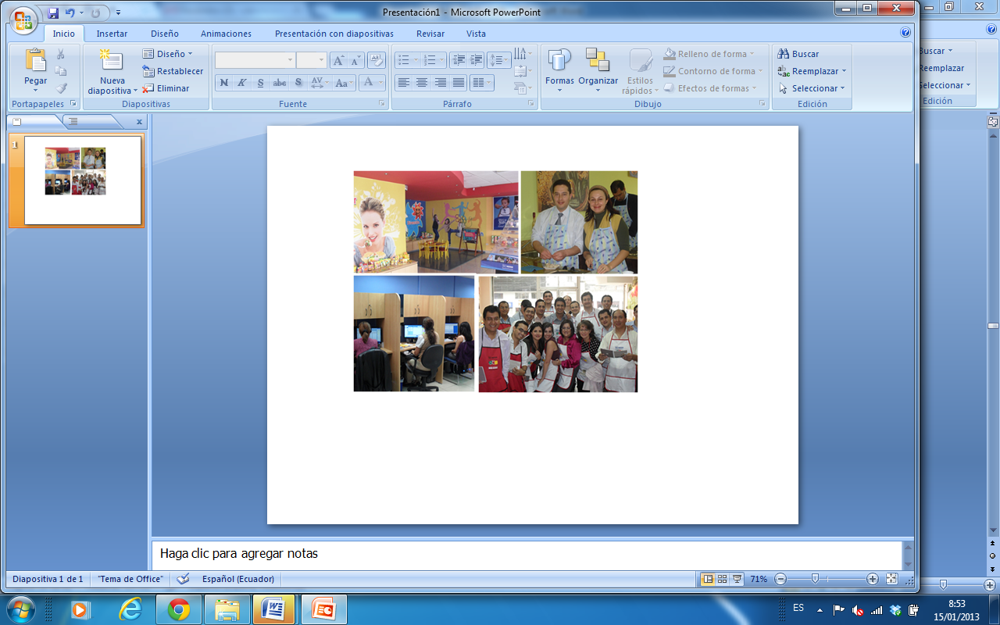 Presentación1 - Microsoft PowerPoint
Inicio
Insertar
Diseño
Animaciones
Presentación con diapositivas
Revisar
Vista
Pegar
Portapapeles
Nueva
diapositiva
Diseño
Restablecer
Eliminar
Diapositivas
N K S abc S AV Aa A
Fuente
Párrafo
Formas
Organizar
Estilos
rápidos
Relleno de forma
Contorno de forma
Efectos de formas
Dibujo
Buscar
Reemplazar
Seleccionar
Edición
Buscar
Reemplazar
Seleccionar
Edición
1
Haga clic para agregar notas
Diapositiva 1 de 1
"Tema de Office"
Español (Ecuador)
71%
ES
8:53
15/01/2013